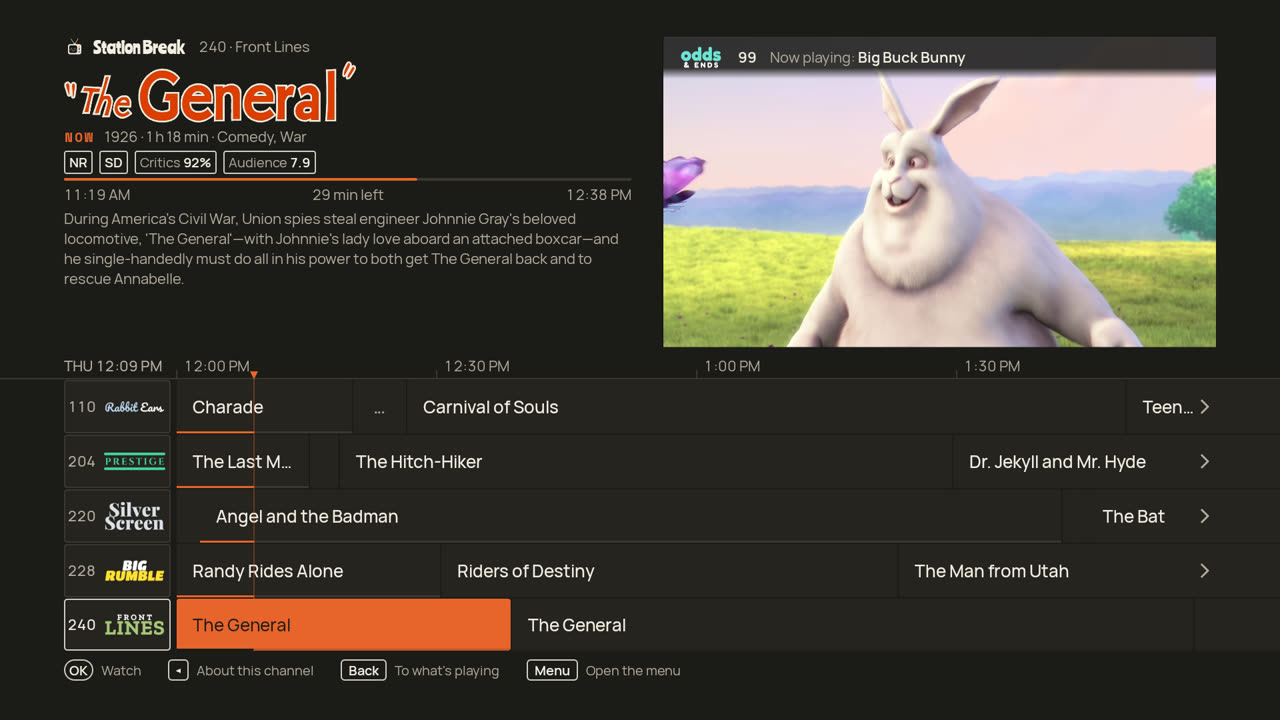 Station Break 240 · Front Lines
"The General"
NOW 1926 · 1 h 18 min · Comedy, War
NR SD Critics 92% Audience 7.9
11:19 AM 29 min left 12:38 PM
During America's Civil War, Union spies steal engineer Johnnie Gray's beloved
locomotive, 'The General'—with Johnnie's lady love aboard an attached boxcar—and
he single-handedly must do all in his power to both get The General back and to
rescue Annabelle.
odds & ENDS 99 Now playing: Big Buck Bunny
THU 12:09 PM 12:00 PM 12:30 PM 1:00 PM 1:30 PM
110 Rabbit Ears Charade ... Carnival of Souls Teen...
204 PRESTIGE The Last M... The Hitch-Hiker Dr. Jekyll and Mr. Hyde
220 Silver Screen Angel and the Badman The Bat
228 BIG RUMBLE Randy Rides Alone Riders of Destiny The Man from Utah
240 FRONT LINES The General The General
OK Watch ◂ About this channel Back To what's playing Menu Open the menu